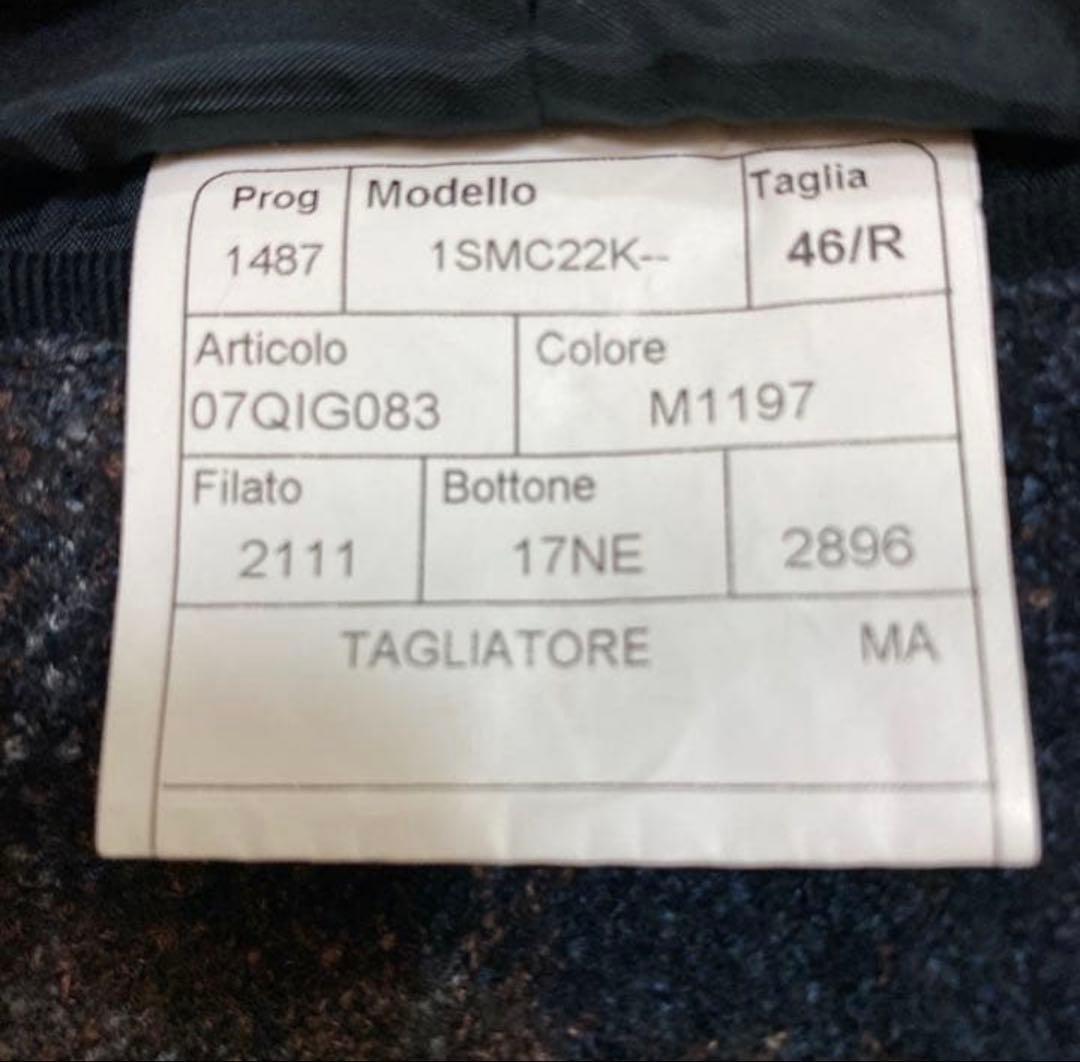 Prog Modello Taglia
1487 1SMC22K-- 46/R
Articolo Colore
07QIG083 M1197
Filato Bottone
2111 17NE 2896
TAGLIATORE MA